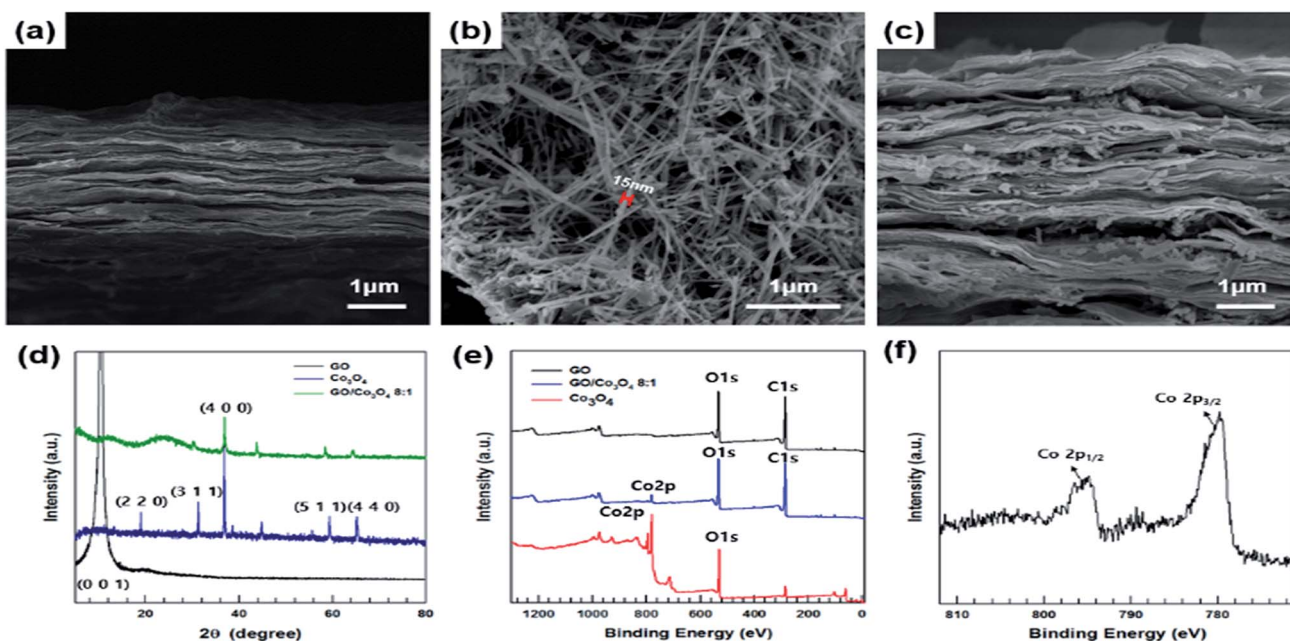 (a)
1μm
(b)
15nm
1μm
(c)
1μm
(d)
GO
Co₃O₄
GO/Co₃O₄ 8:1
(4 0 0)
(2 2 0)
(3 1 1)
(5 1 1)
(4 4 0)
(0 0 1)
Intensity (a.u.)
20 40 60 80
2θ (degree)
(e)
GO
GO/Co₃O₄ 8:1
Co₃O₄
O1s
C1s
O1s
C1s
Co2p
Co2p
O1s
Intensity (a.u.)
1200 1000 800 600 400 200 0
Binding Energy (eV)
(f)
Co 2p₃/₂
Co 2p₁/₂
Intensity (a.u.)
810 800 790 780
Binding Energy (eV)